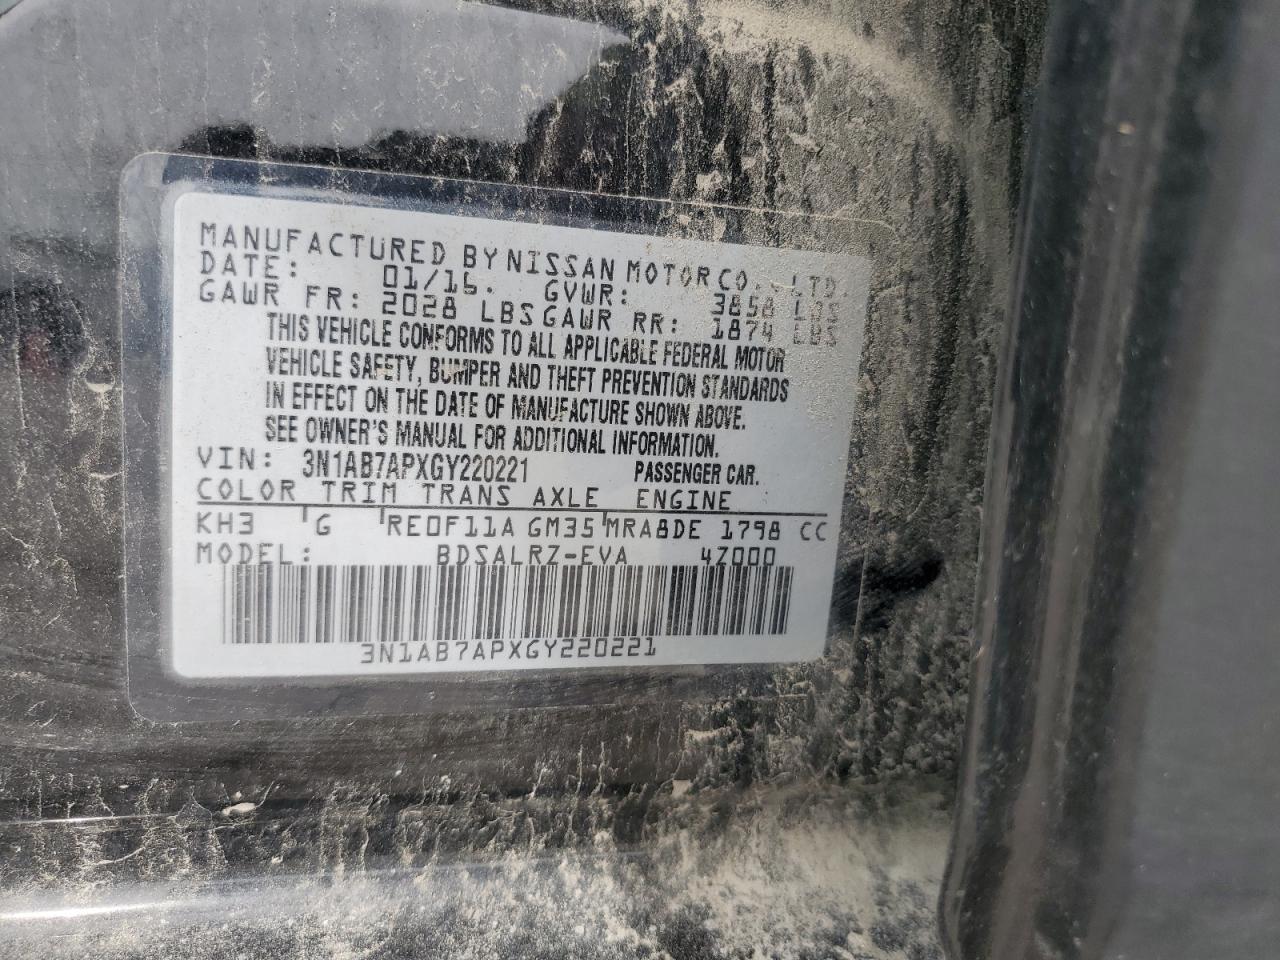 MANUFACTURED BY NISSAN MOTOR CO., LTD.
DATE: 01/16. GVWR: 3858 LBS
GAWR FR: 2028 LBS GAWR RR: 1874 LBS
THIS VEHICLE CONFORMS TO ALL APPLICABLE FEDERAL MOTOR
VEHICLE SAFETY, BUMPER AND THEFT PREVENTION STANDARDS
IN EFFECT ON THE DATE OF MANUFACTURE SHOWN ABOVE.
SEE OWNER'S MANUAL FOR ADDITIONAL INFORMATION.
VIN: 3N1AB7APXGY220221 PASSENGER CAR.
COLOR TRIM TRANS AXLE ENGINE
KH3 G RE0F11A GM35 MRA8DE 1798 CC
MODEL: BDSALRZ-EVA 4Z000
3N1AB7APXGY220221